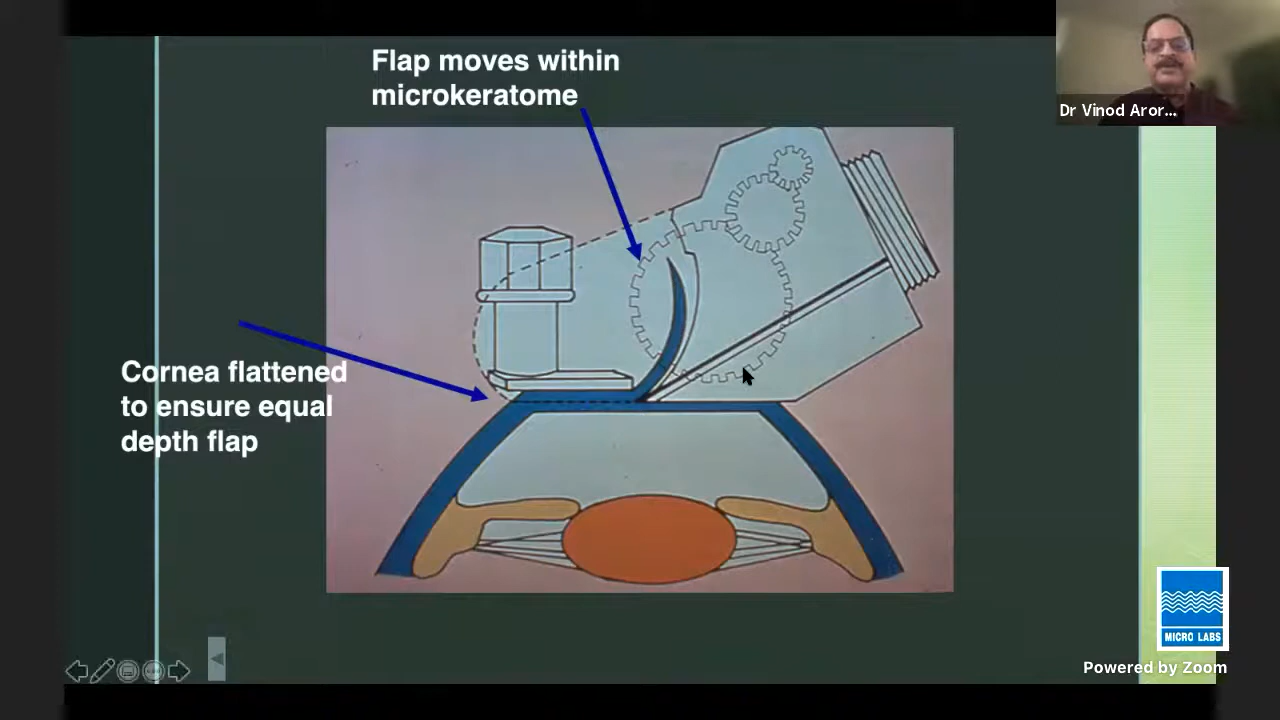 Flap moves within
microkeratome
Dr Vinod Aror...
Cornea flattened
to ensure equal
depth flap
MICRO LABS
Powered by Zoom